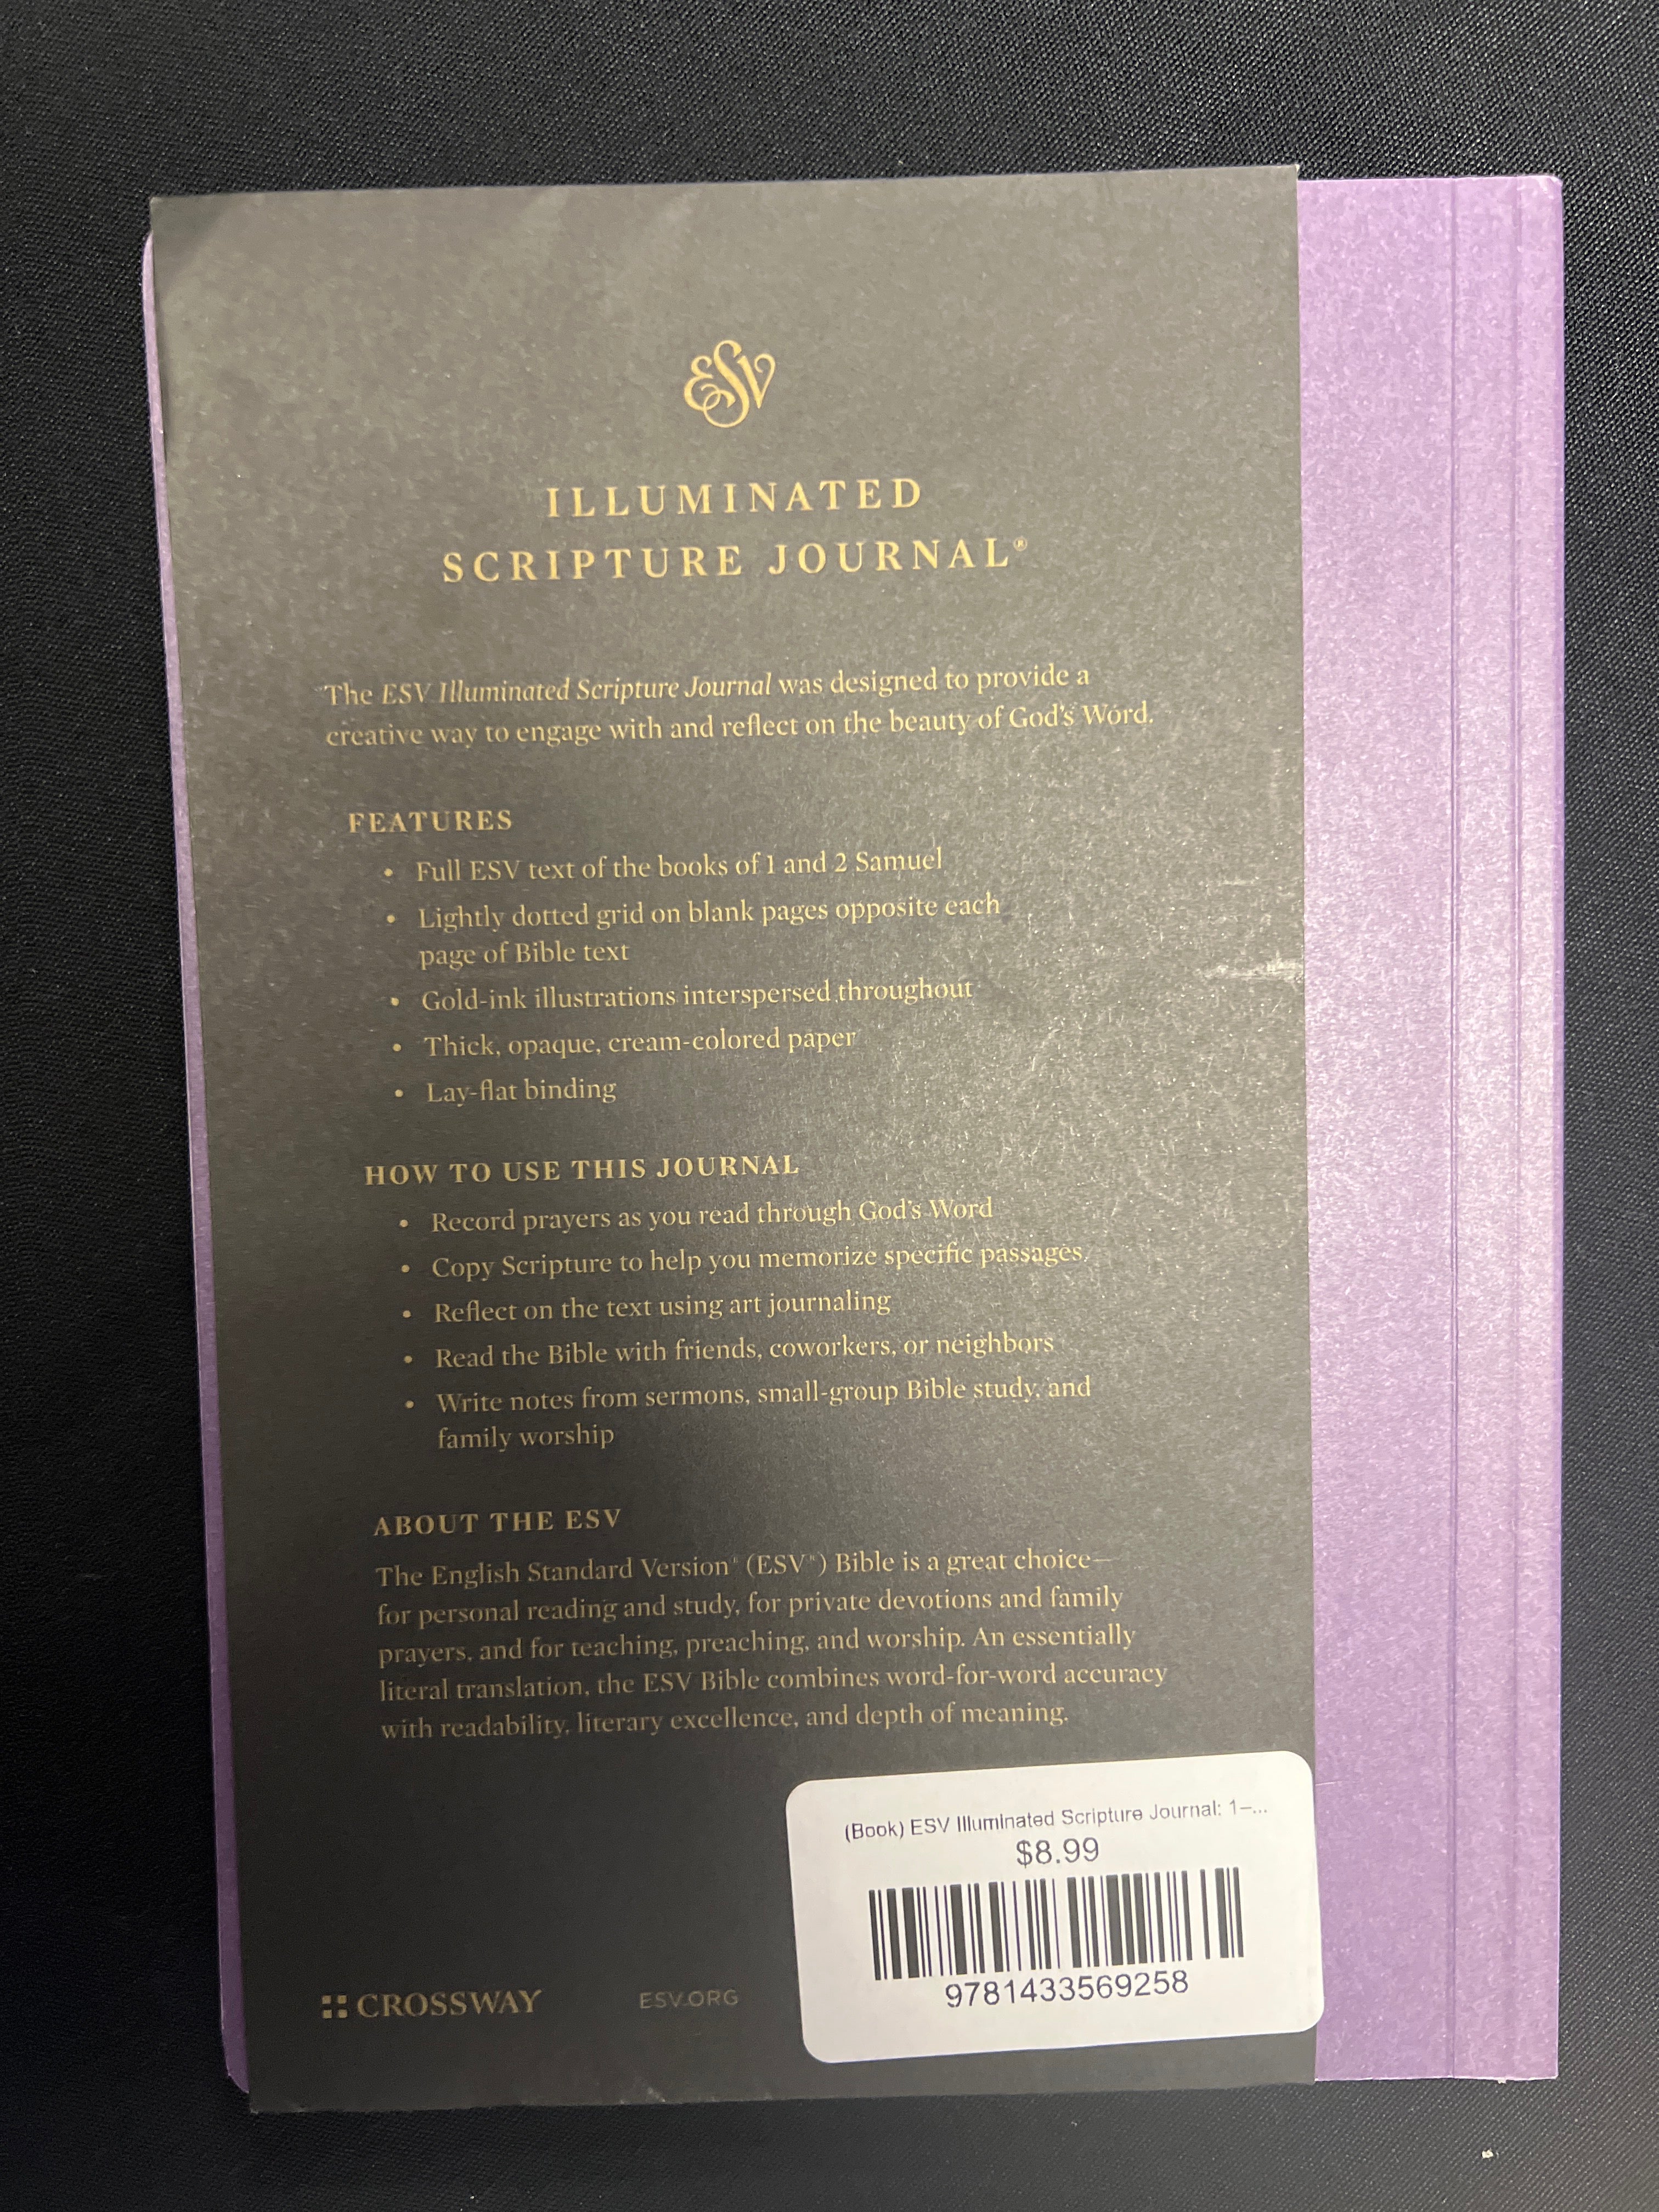 ESV
ILLUMINATED
SCRIPTURE JOURNAL®
The ESV Illuminated Scripture Journal was designed to provide a
creative way to engage with and reflect on the beauty of God's Word.
FEATURES
• Full ESV text of the books of 1 and 2 Samuel
• Lightly dotted grid on blank pages opposite each
page of Bible text
• Gold-ink illustrations interspersed throughout
• Thick, opaque, cream-colored paper
• Lay-flat binding
HOW TO USE THIS JOURNAL
• Record prayers as you read through God's Word
• Copy Scripture to help you memorize specific passages
• Reflect on the text using art journaling
• Read the Bible with friends, coworkers, or neighbors
• Write notes from sermons, small-group Bible study, and
family worship
ABOUT THE ESV
The English Standard Version® (ESV®) Bible is a great choice—
for personal reading and study, for private devotions and family
prayers, and for teaching, preaching, and worship. An essentially
literal translation, the ESV Bible combines word-for-word accuracy
with readability, literary excellence, and depth of meaning.
(Book) ESV Illuminated Scripture Journal: 1–...
$8.99
9781433569258
CROSSWAY
ESV.ORG